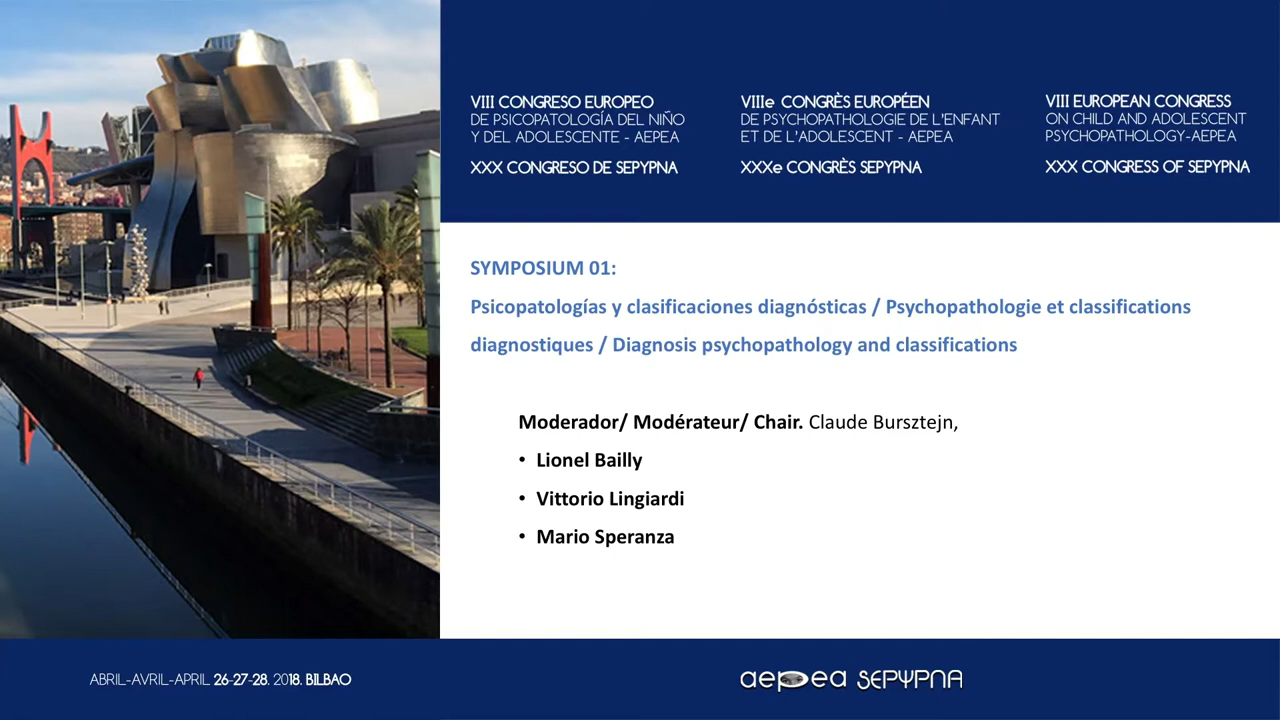 VIII CONGRESO EUROPEO
DE PSICOPATOLOGÍA DEL NIÑO
Y DEL ADOLESCENTE - AEPEA
XXX CONGRESO DE SEPYPNA
VIIIe CONGRÈS EUROPÉEN
DE PSYCHOPATHOLOGIE DE L'ENFANT
ET DE L'ADOLESCENT - AEPEA
XXXe CONGRÈS SEPYPNA
VIII EUROPEAN CONGRESS
ON CHILD AND ADOLESCENT
PSYCHOPATHOLOGY-AEPEA
XXX CONGRESS OF SEPYPNA
SYMPOSIUM 01:
Psicopatologías y clasificaciones diagnósticas / Psychopathologie et classifications
diagnostiques / Diagnosis psychopathology and classifications
Moderador/ Modérateur/ Chair. Claude Bursztejn,
• Lionel Bailly
• Vittorio Lingiardi
• Mario Speranza
ABRIL-AVRIL-APRIL 26-27-28. 2018. BILBAO
aepea SEPYPNA